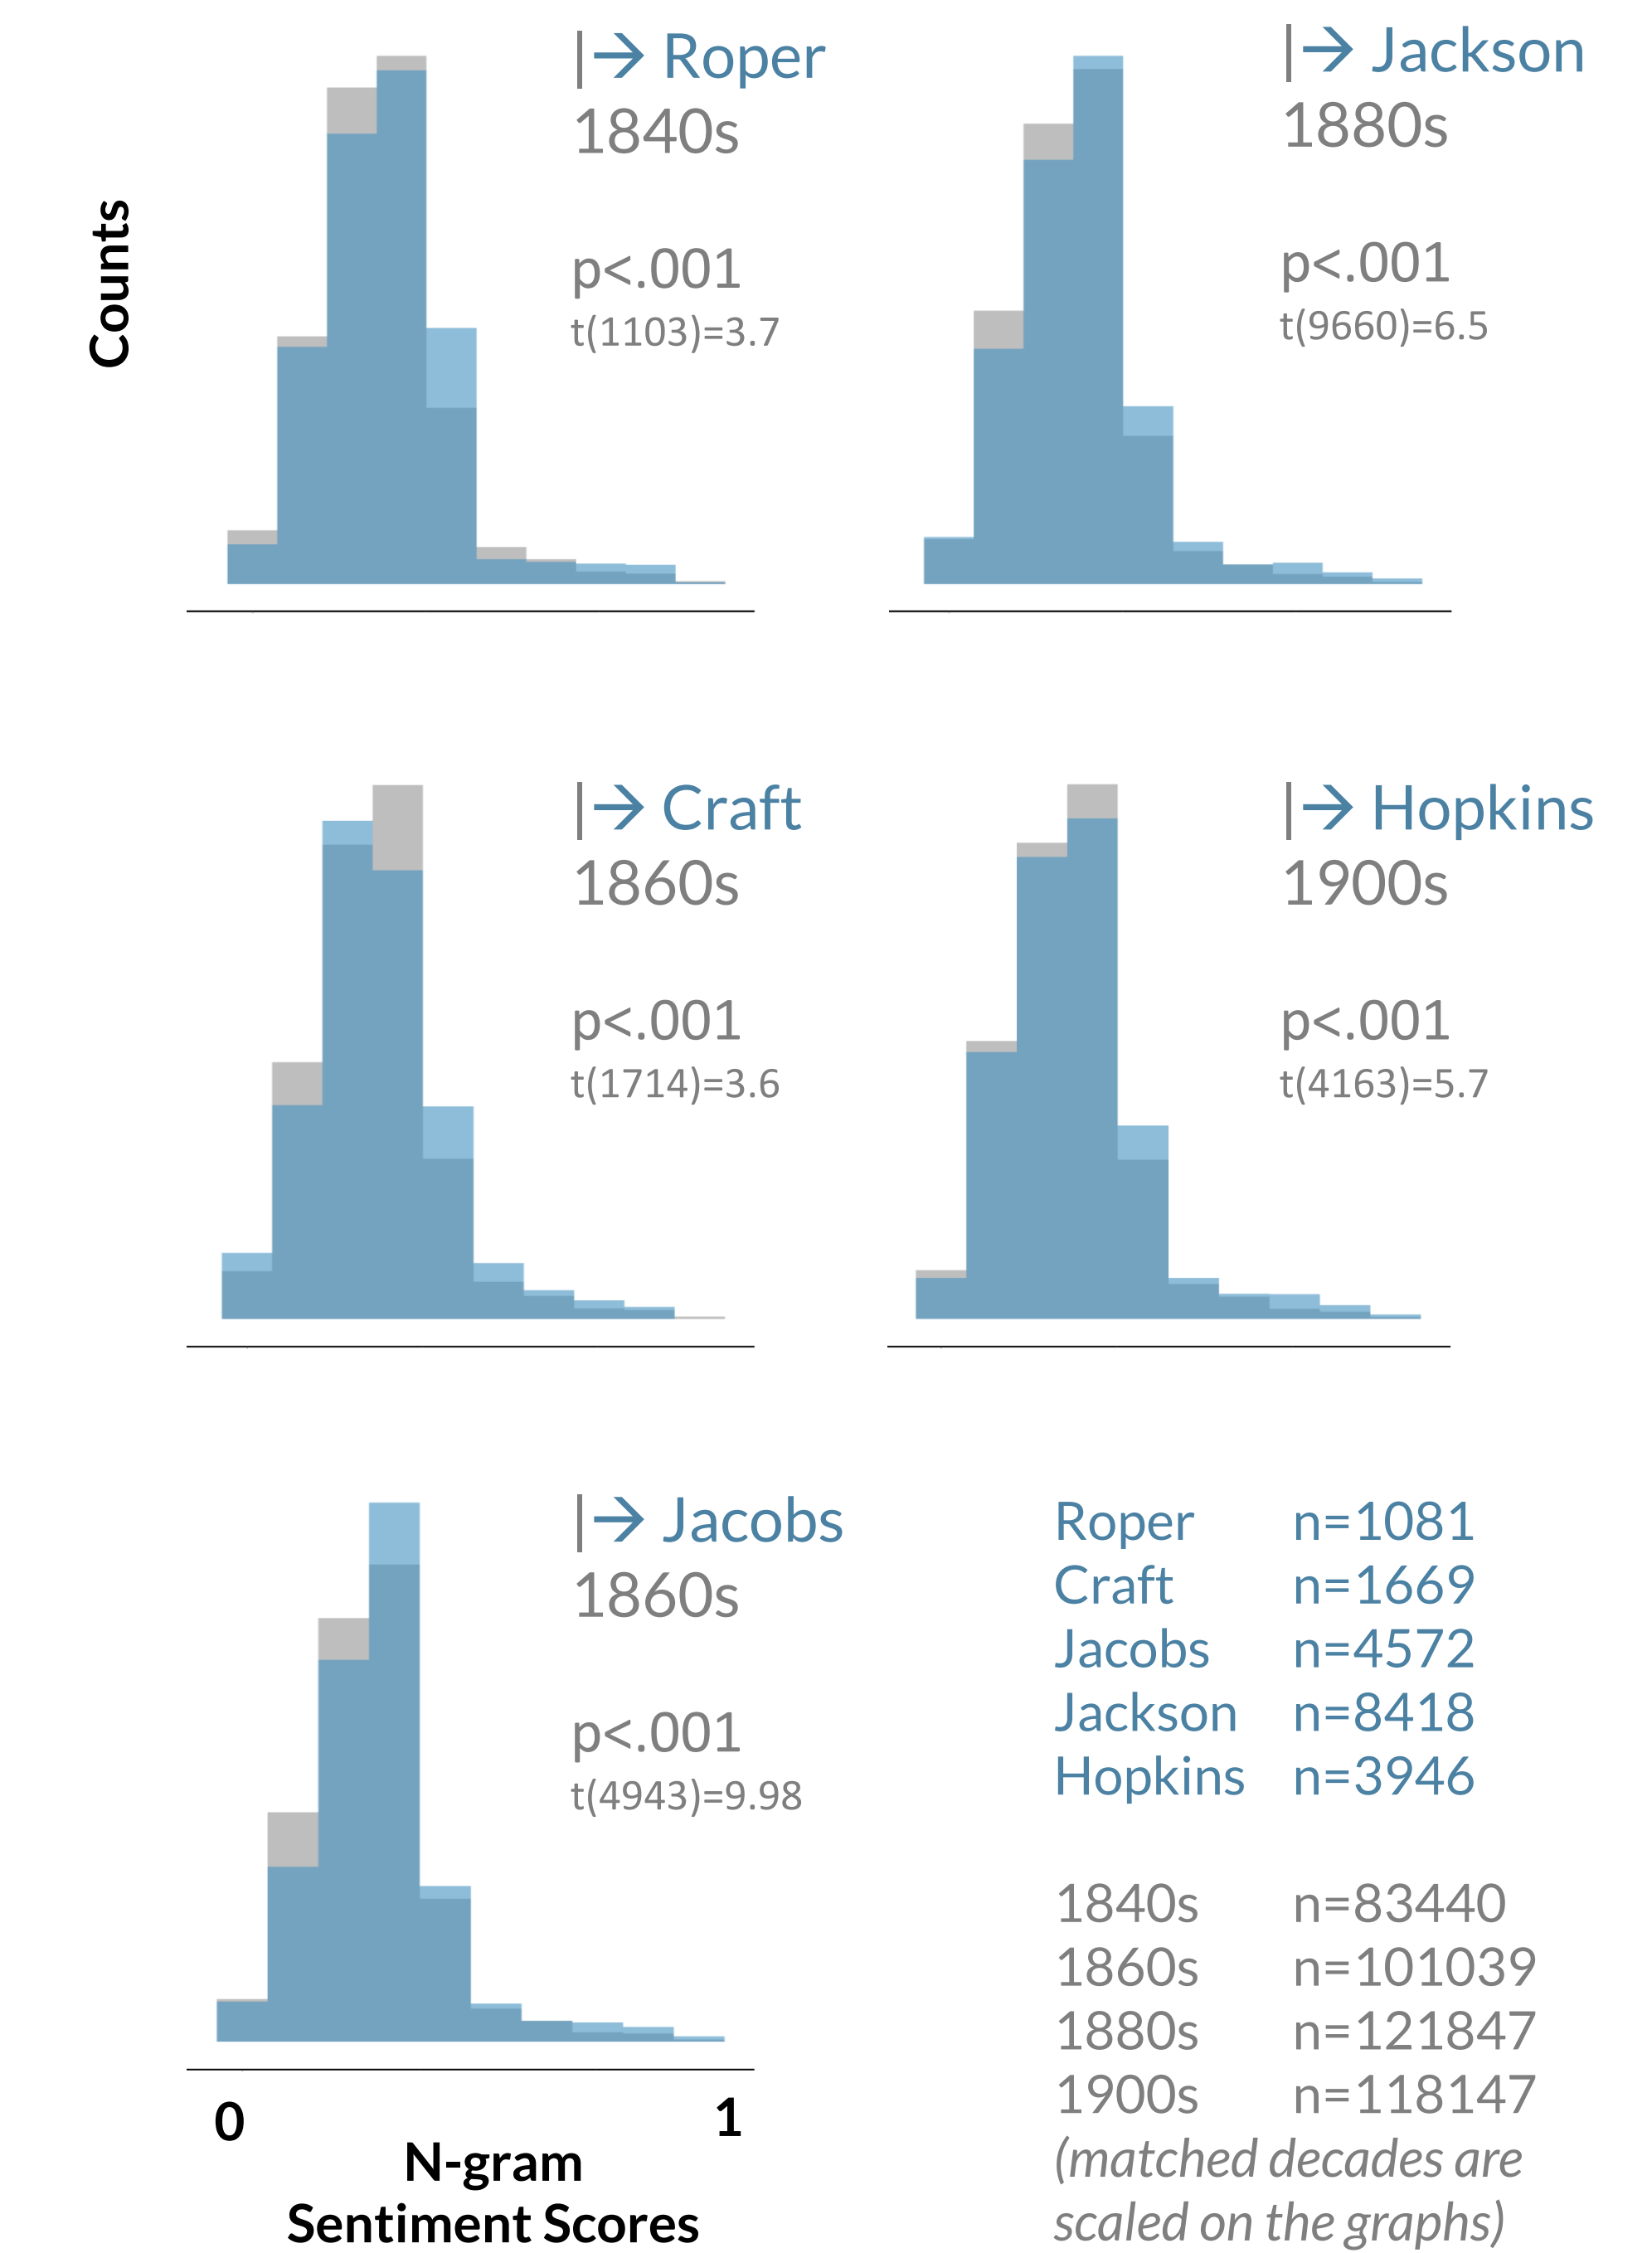 Counts
|→ Roper
1840s
p<.001
t(1103)=3.7
|→ Jackson
1880s
p<.001
t(9660)=6.5
|→ Craft
1860s
p<.001
t(1714)=3.6
|→ Hopkins
1900s
p<.001
t(4163)=5.7
|→ Jacobs
1860s
p<.001
t(4943)=9.98
0 1
N-gram
Sentiment Scores
Roper n=1081
Craft n=1669
Jacobs n=4572
Jackson n=8418
Hopkins n=3946
1840s n=83440
1860s n=101039
1880s n=121847
1900s n=118147
(matched decades are
scaled on the graphs)